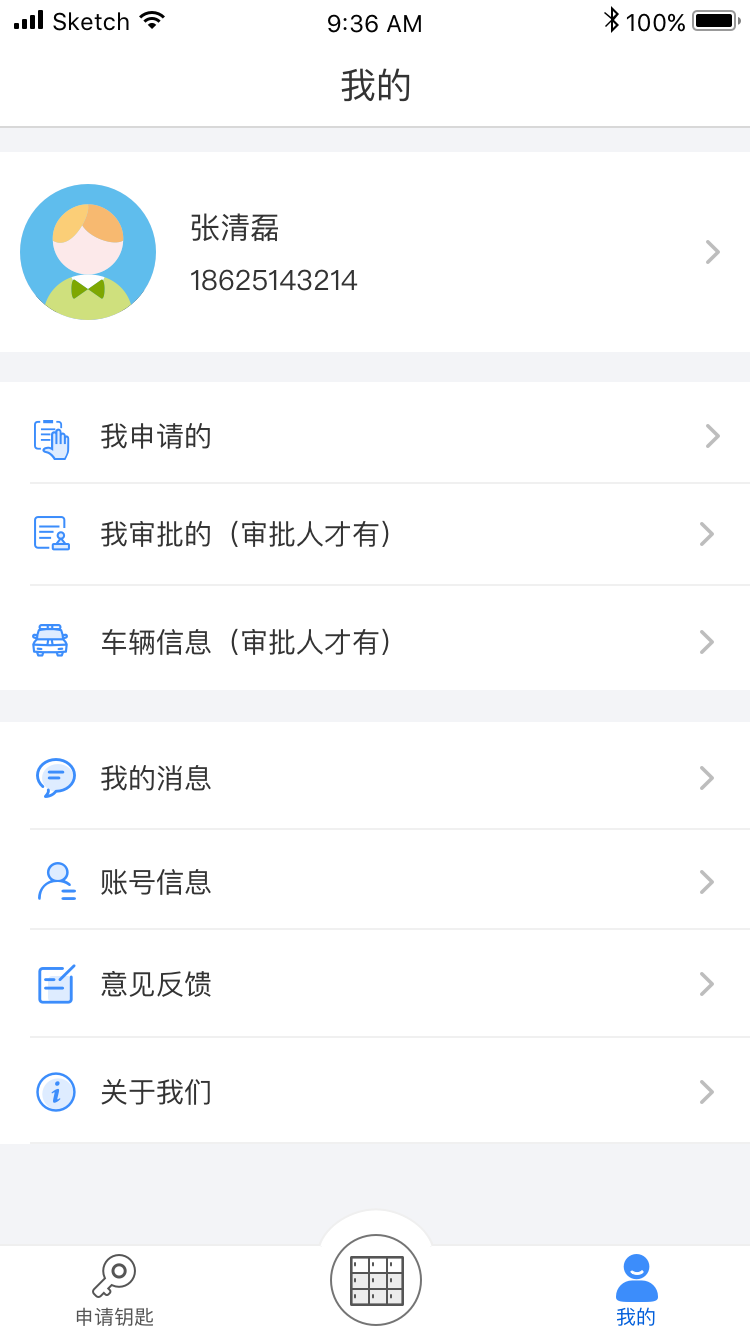 Sketch 9:36 AM 100%
我的
张清磊
18625143214
我申请的
我审批的（审批人才有）
车辆信息（审批人才有）
我的消息
账号信息
意见反馈
关于我们
申请钥匙 我的